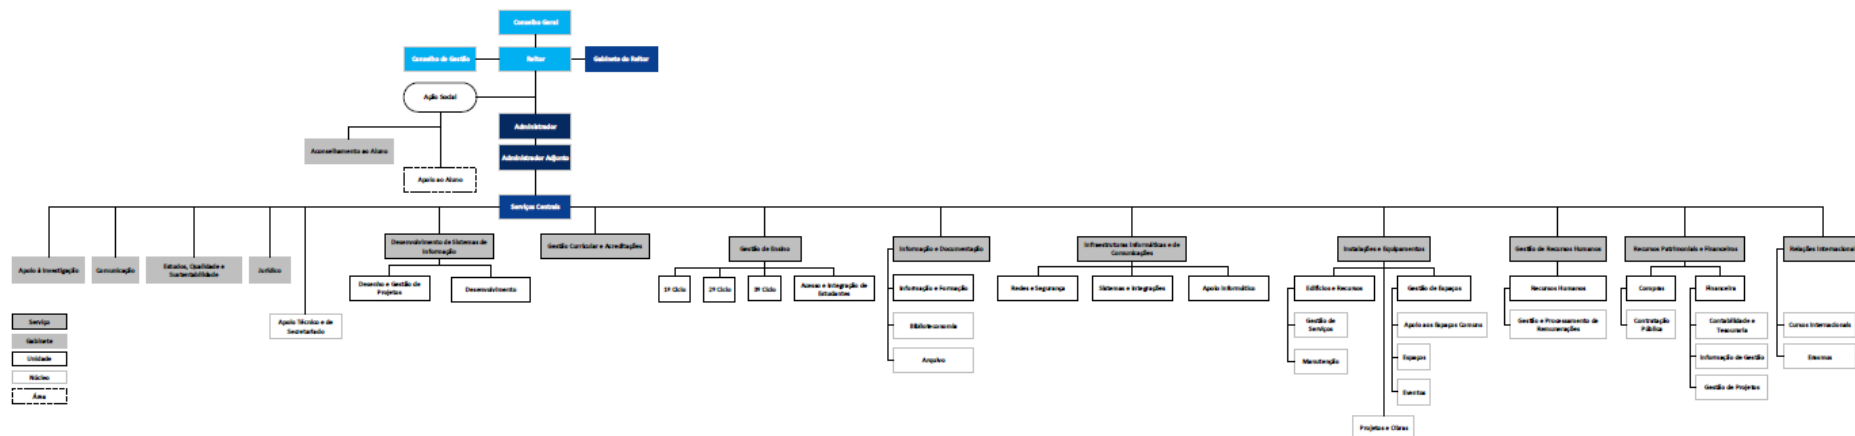 Conselho Geral
Conselho de Gestão
Reitor
Gabinete do Reitor
Ação Social
Administrador
Aconselhamento ao Aluno
Administrador Adjunto
Apoio ao Aluno
Serviços Centrais
Apoio à Investigação
Comunicação
Estudos, Qualidade e
Sustentabilidade
Jurídico
Apoio Técnico e de
Secretariado
Desenvolvimento de Sistemas de
Informação
Desenho e Gestão de
Projetos
Desenvolvimento
Gestão Curricular e Acreditações
Gestão de Ensino
1º Ciclo
2º Ciclo
3º Ciclo
Acesso e Integração de
Estudantes
Informação e Documentação
Informação e Formação
Biblioteconomia
Arquivo
Infraestruturas Informáticas e de
Comunicações
Redes e Segurança
Sistemas e Integrações
Apoio Informático
Instalações e Equipamentos
Edifícios e Recursos
Gestão de
Serviços
Manutenção
Gestão de Espaços
Apoio aos Espaços Comuns
Espaços
Eventos
Projetos e Obras
Gestão de Recursos Humanos
Recursos Humanos
Gestão e Processamento de
Remunerações
Recursos Patrimoniais e Financeiros
Compras
Contratação
Pública
Financeira
Contabilidade e
Tesouraria
Informação de Gestão
Gestão de Projetos
Relações Internacionais
Cursos Internacionais
Erasmus
Serviço
Gabinete
Unidade
Núcleo
Área